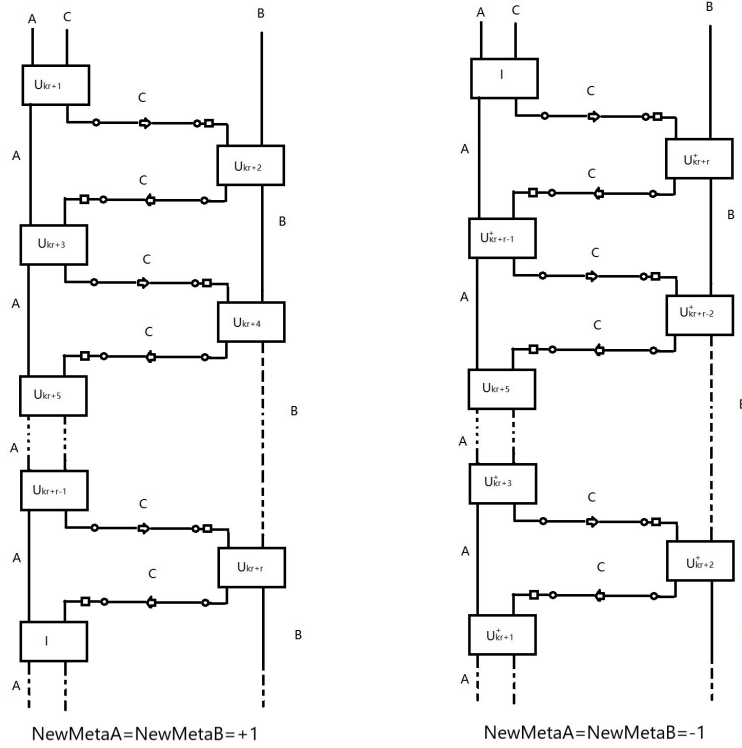 A C B
Ukr+1
C
A
Ukr+2
C
B
Ukr+3
C
A
Ukr+4
C
Ukr+5
B
A
Ukr+r-1
C
A
Ukr+r
C
I
B
A
NewMetaA=NewMetaB=+1
A C B
I
C
A
U+kr+r
C
B
U+kr+r-1
C
A
U+kr+r-2
C
Ukr+5
A
U+kr+3
C
A
U+kr+2
C
U+kr+1
A
NewMetaA=NewMetaB=-1